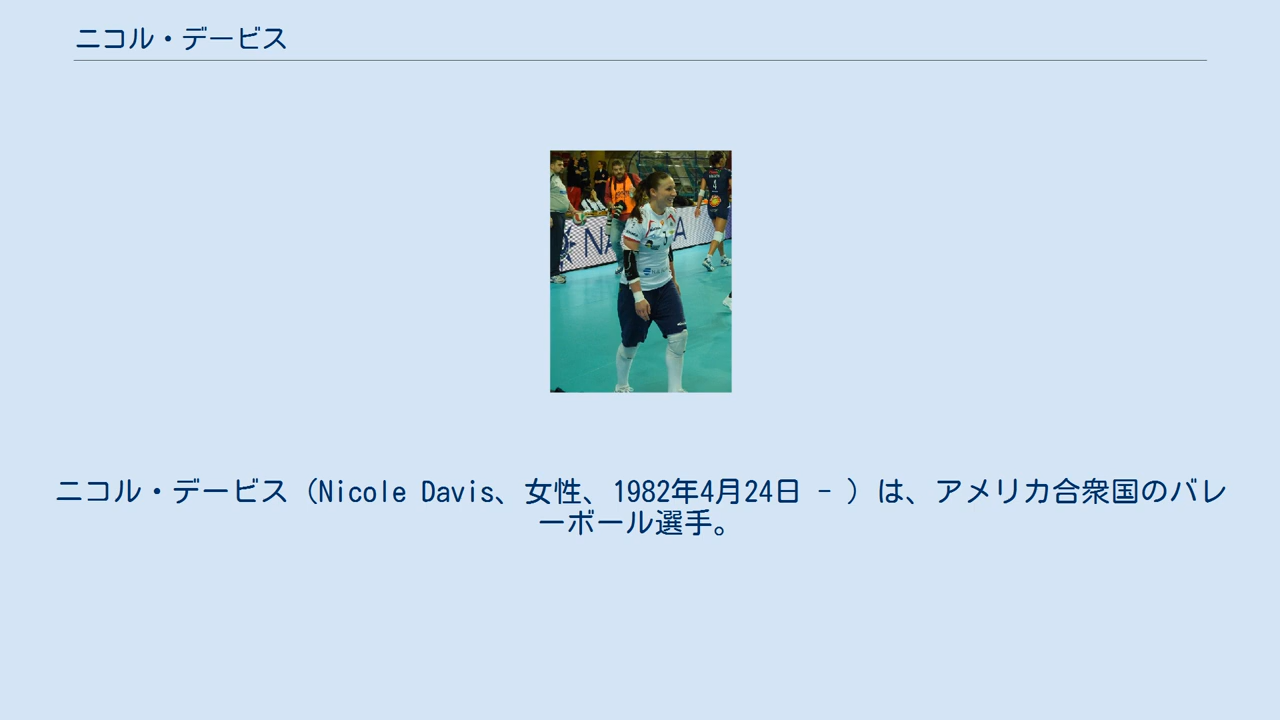 ニコル・デービス
NA
A
4
ニコル・デービス（Nicole Davis、女性、1982年4月24日 - ）は、アメリカ合衆国のバレ
ーボール選手。